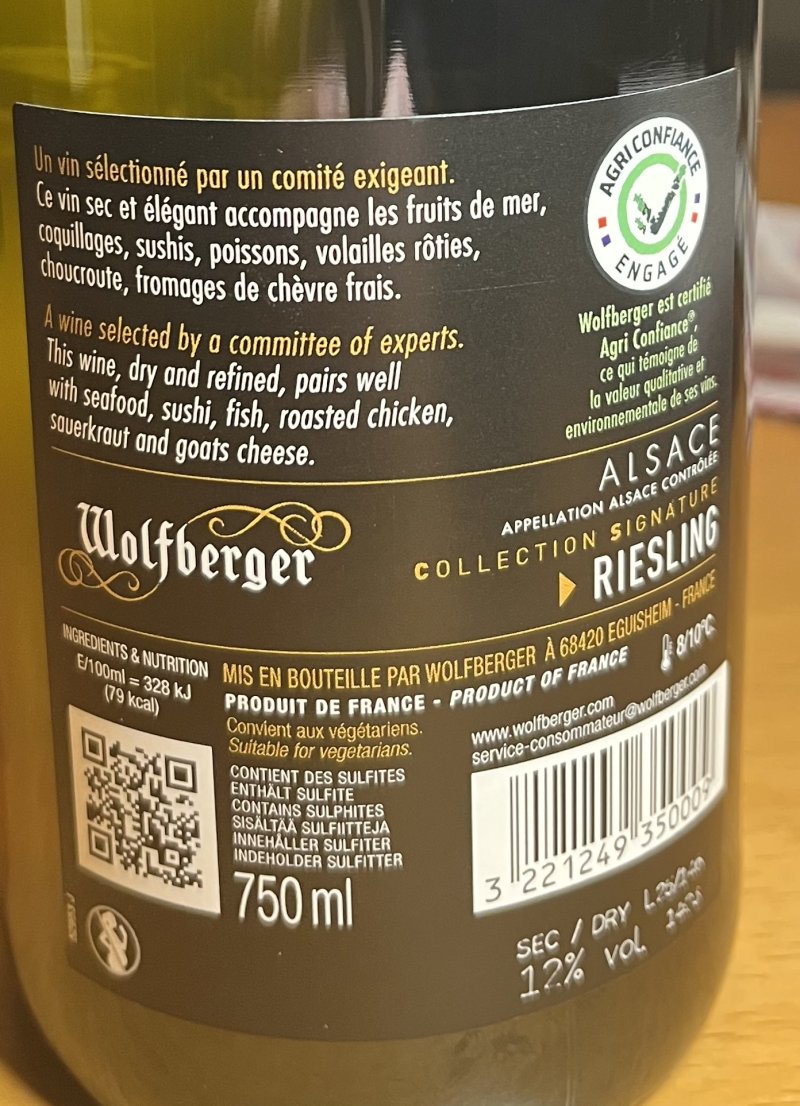 Un vin sélectionné par un comité exigeant.
Ce vin sec et élégant accompagne les fruits de mer,
coquillages, sushis, poissons, volailles rôties,
choucroute, fromages de chèvre frais.
A wine selected by a committee of experts.
This wine, dry and refined, pairs well
with seafood, sushi, fish, roasted chicken,
sauerkraut and goats cheese.
AGRI CONFIANCE
ENGAGÉ
Wolfberger est certifié
Agri Confiance®,
ce qui témoigne de
la valeur qualitative et
environnementale de ses vins.
Wolfberger
ALSACE
APPELLATION ALSACE CONTRÔLÉE
COLLECTION SIGNATURE
RIESLING
INGREDIENTS & NUTRITION
E/100ml = 328 kJ
(79 kcal)
MIS EN BOUTEILLE PAR WOLFBERGER À 68420 EGUISHEIM - FRANCE
PRODUIT DE FRANCE - PRODUCT OF FRANCE
8/10°C
Convient aux végétariens.
Suitable for vegetarians.
CONTIENT DES SULFITES
ENTHÄLT SULFITE
CONTAINS SULPHITES
SISÄLTÄÄ SULFIITTEJA
INNEHÅLLER SULFITER
INDEHOLDER SULFITTER
750 ml
www.wolfberger.com
service-consommateur@wolfberger.com
3 221249 350009
SEC / DRY
12% VOL